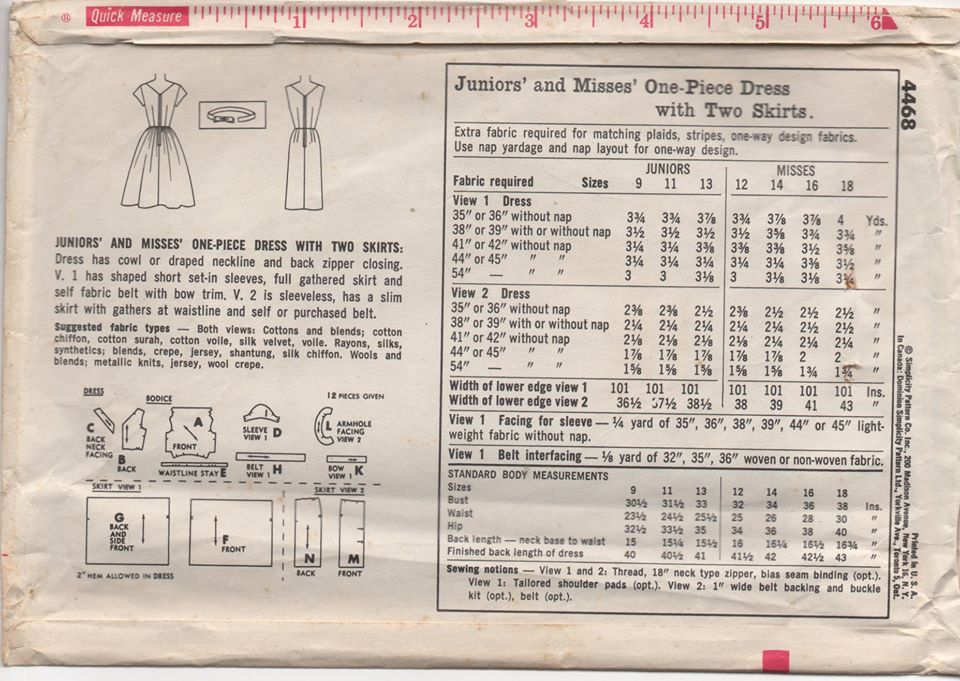 Quick Measure 1 2 3 4 5 6
4468
Juniors' and Misses' One-Piece Dress
with Two Skirts.
Extra fabric required for matching plaids, stripes, one-way design fabrics.
Use nap yardage and nap layout for one-way design.
JUNIORS MISSES
Fabric required Sizes 9 11 13 12 14 16 18
View 1 Dress
35" or 36" without nap 3¾ 3¾ 3⅞ 3¾ 3⅞ 3⅞ 4 Yds.
38" or 39" with or without nap 3½ 3½ 3½ 3½ 3⅝ 3¾ 3¾ "
41" or 42" without nap 3¼ 3¼ 3⅜ 3⅜ 3⅜ 3½ 3⅝ "
44" or 45" " " 3¼ 3¼ 3¼ 3¼ 3¼ 3⅜ 3½ "
54" — " " 3 3 3⅛ 3 3⅛ 3⅛ 3¼ "
View 2 Dress
35" or 36" without nap 2⅜ 2⅜ 2½ 2⅜ 2½ 2½ 2½ "
38" or 39" with or without nap 2¼ 2¼ 2¼ 2¼ 2¼ 2½ 2½ "
41" or 42" without nap 2⅛ 2⅛ 2⅛ 2⅛ 2¼ 2¼ 2¼ "
44" or 45" " " 1⅞ 1⅞ 1⅞ 1⅞ 1⅞ 2 2 "
54" — " " 1⅝ 1⅝ 1⅝ 1⅝ 1⅝ 1¾ 1¾ "
Width of lower edge view 1 101 101 101 101 101 101 101 Ins.
Width of lower edge view 2 36½ 37½ 38½ 38 39 41 43 "
View 1 Facing for sleeve — ¼ yard of 35", 36", 38", 39", 44" or 45" light-
weight fabric without nap.
View 1 Belt interfacing — ⅛ yard of 32", 35", 36" woven or non-woven fabric.
STANDARD BODY MEASUREMENTS
Sizes 9 11 13 12 14 16 18
Bust 30½ 31½ 33 32 34 36 38 Ins.
Waist 23½ 24½ 25½ 25 26 28 30 "
Hip 32½ 33½ 35 34 36 38 40 "
Back length — neck base to waist 15 15¼ 15½ 16 16¼ 16½ 16¾ "
Finished back length of dress 40 40½ 41 41½ 42 42½ 43 "
Sewing notions — View 1 and 2: Thread, 18" neck type zipper, bias seam binding (opt.).
View 1: Tailored shoulder pads (opt.). View 2: 1" wide belt backing and buckle
kit (opt.), belt (opt.).
JUNIORS' AND MISSES' ONE-PIECE DRESS WITH TWO SKIRTS:
Dress has cowl or draped neckline and back zipper closing.
V. 1 has shaped short set-in sleeves, full gathered skirt and
self fabric belt with bow trim. V. 2 is sleeveless, has a slim
skirt with gathers at waistline and self or purchased belt.
Suggested fabric types — Both views: Cottons and blends; cotton
chiffon, cotton surah, cotton voile, silk velvet, voile. Rayons, silks,
synthetics; blends, crepe, jersey, shantung, silk chiffon. Wools and
blends; metallic knits, jersey, wool crepe.
DRESS
BODICE
12 PIECES GIVEN
C
BACK
NECK
FACING
B
BACK
A
FRONT
WAISTLINE STAY E
SLEEVE
VIEW 1 D
L
ARMHOLE
FACING
VIEW 2
BELT
VIEW 1 H
BOW
VIEW 1 K
SKIRT VIEW 1
SKIRT VIEW 2
G
BACK
AND
SIDE
FRONT
F
FRONT
N
BACK
M
FRONT
2" HEM ALLOWED IN DRESS
© Simplicity Pattern Co. Inc., 200 Madison Avenue, New York 16, N. Y.
In Canada: Dominion Simplicity Pattern Ltd., Yorkville Ave., Toronto 5, Ont.
Printed in U. S. A.